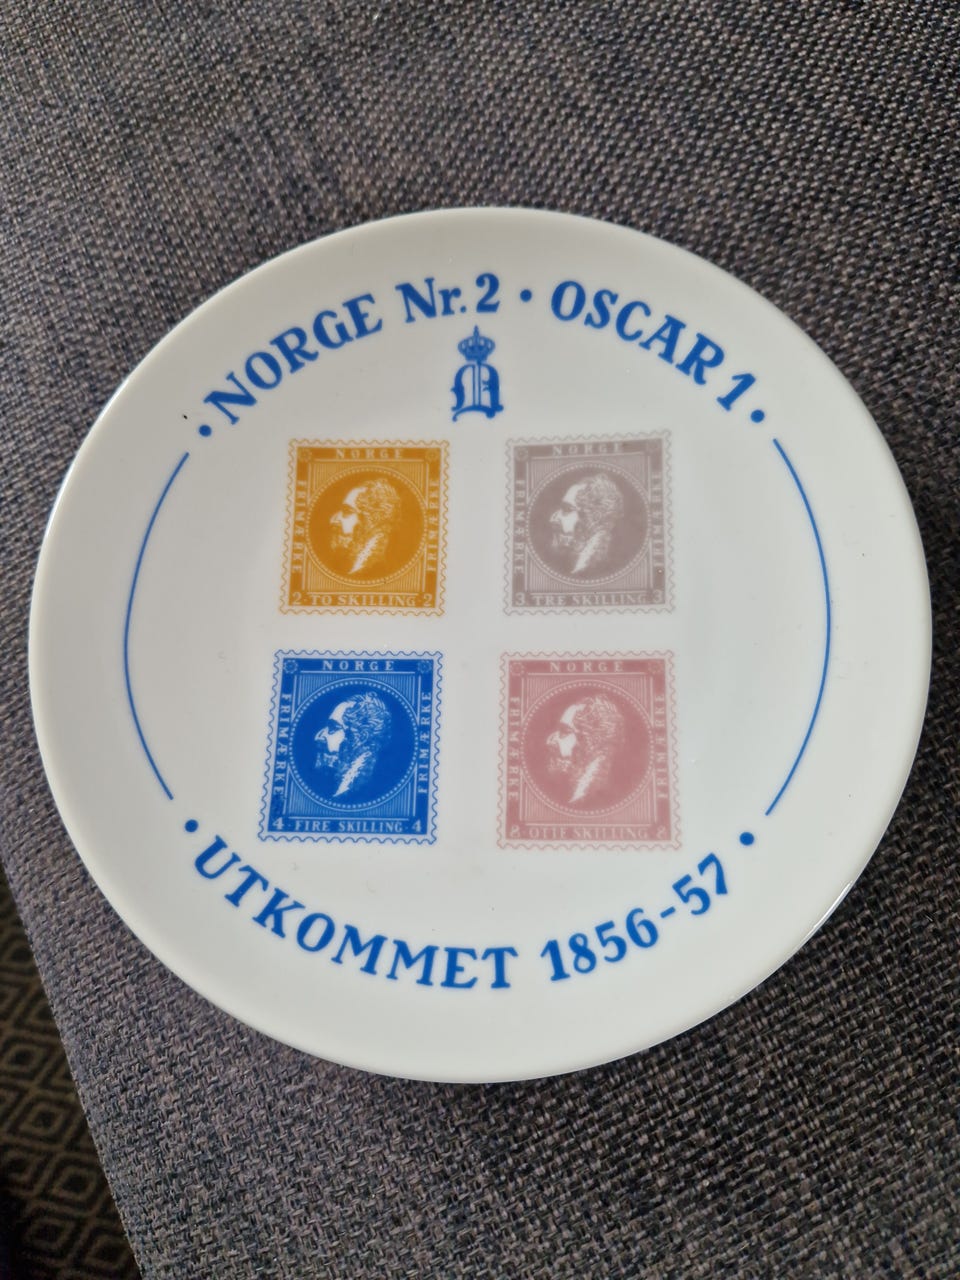 · NORGE Nr. 2 · OSCAR 1 ·
NORGE
FRIMÆRKE
FRIMÆRKE
2 · TO SKILLING · 2
NORGE
FRIMÆRKE
FRIMÆRKE
3 TRE SKILLING 3
NORGE
FRIMÆRKE
FRIMÆRKE
4 · FIRE SKILLING · 4
NORGE
FRIMÆRKE
FRIMÆRKE
8 OTTE SKILLING 8
· UTKOMMET 1856-57 ·